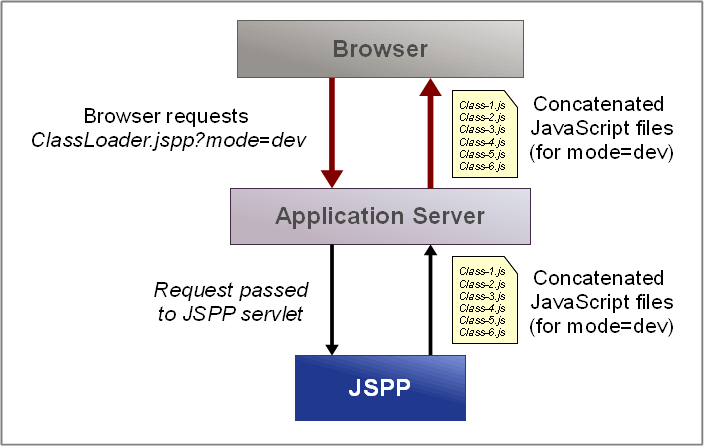 Browser
Browser requests
ClassLoader.jspp?mode=dev
Class-1.js
Class-2.js
Class-3.js
Class-4.js
Class-5.js
Class-6.js
Concatenated
JavaScript files
(for mode=dev)
Application Server
Request passed
to JSPP servlet
Class-1.js
Class-2.js
Class-3.js
Class-4.js
Class-5.js
Class-6.js
Concatenated
JavaScript files
(for mode=dev)
JSPP